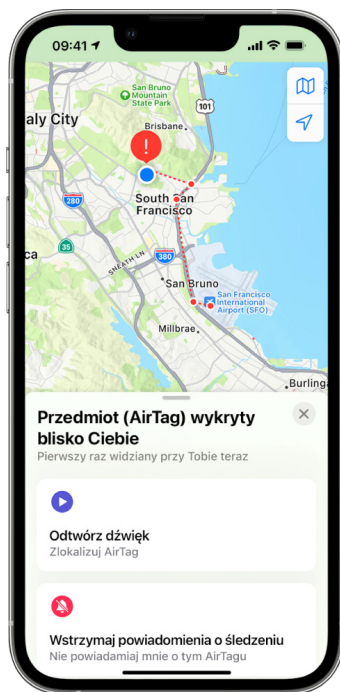 09:41
San Bruno
Mountain
State Park
101
aly City
Brisbane
South San
Francisco
280
35
ca
SNEATH LN
380
San Bruno
San Francisco
International
Airport (SFO)
Millbrae
Burling
Przedmiot (AirTag) wykryty
blisko Ciebie
Pierwszy raz widziany przy Tobie teraz
Odtwórz dźwięk
Zlokalizuj AirTag
Wstrzymaj powiadomienia o śledzeniu
Nie powiadamiaj mnie o tym AirTagu